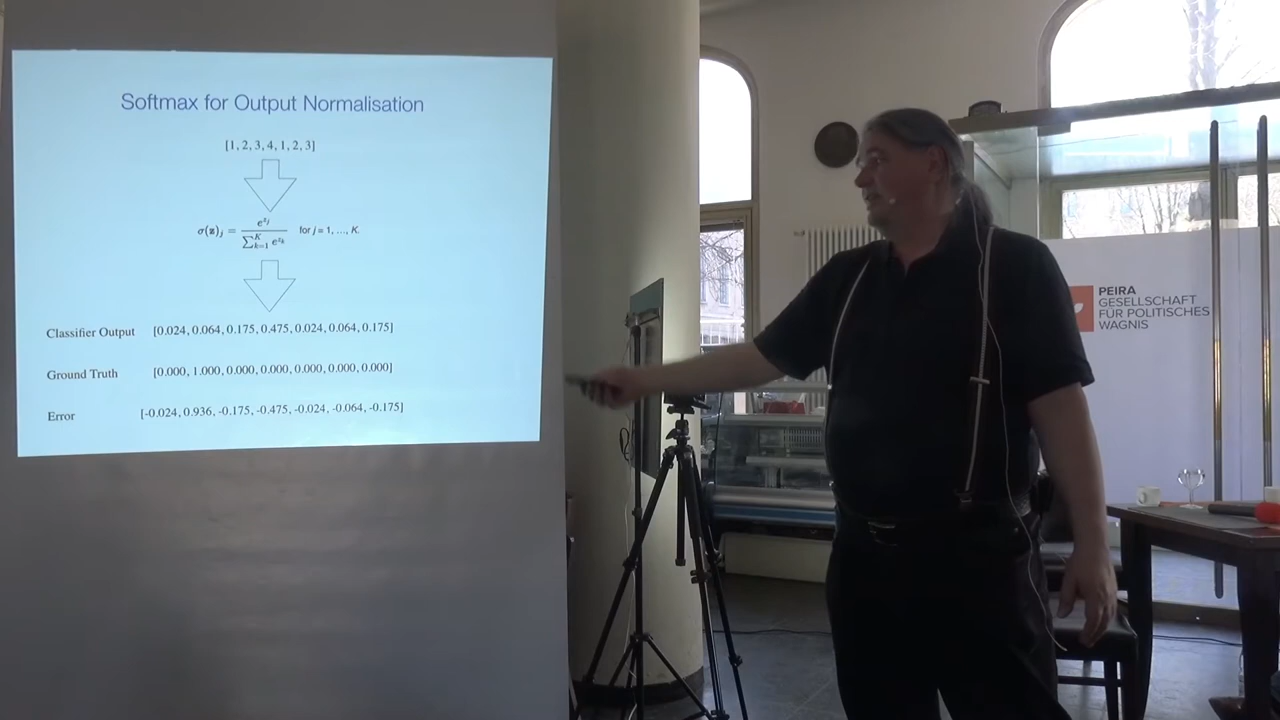 Softmax for Output Normalisation
[1, 2, 3, 4, 1, 2, 3]
σ(z)j = e^zj / ∑k=1^K e^zk for j = 1, ..., K.
Classifier Output [0.024, 0.064, 0.175, 0.475, 0.024, 0.064, 0.175]
Ground Truth [0.000, 1.000, 0.000, 0.000, 0.000, 0.000, 0.000]
Error [-0.024, 0.936, -0.175, -0.475, -0.024, -0.064, -0.175]
PEIRA
GESELLSCHAFT
FÜR POLITISCHES
WAGNIS